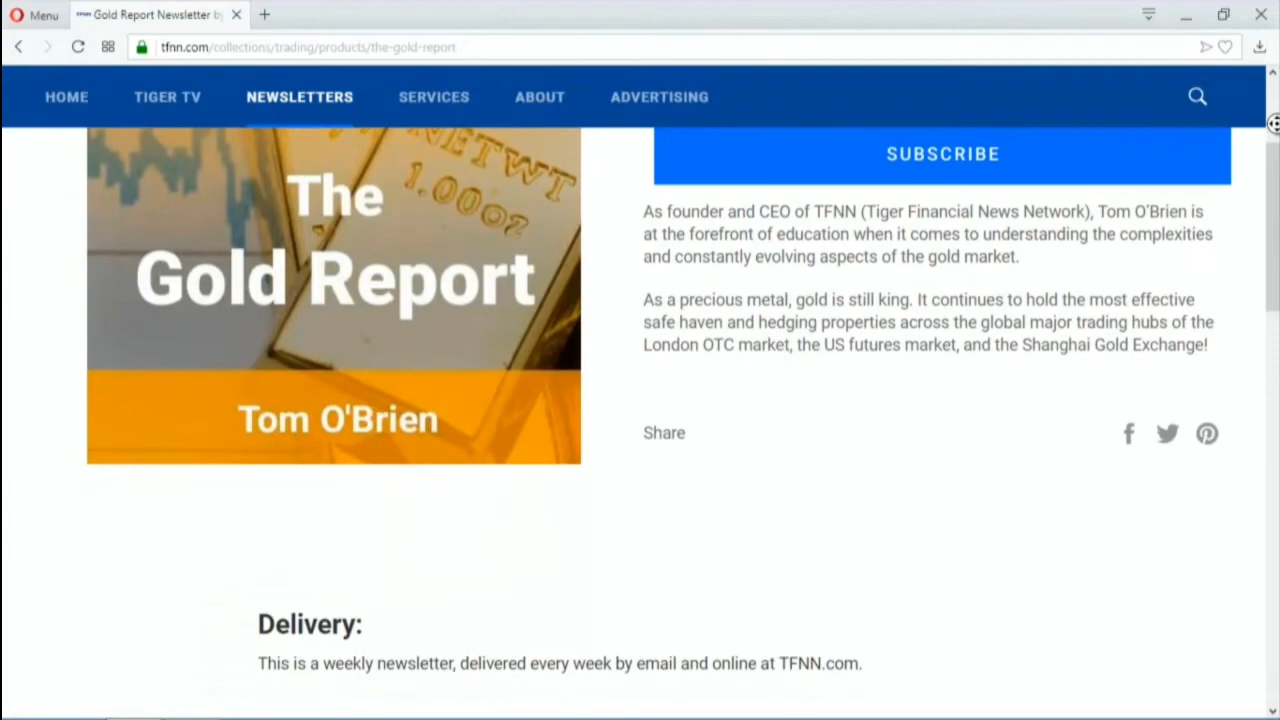 Menu
Gold Report Newsletter by
tfnn.com/collections/trading/products/the-gold-report
HOME
TIGER TV
NEWSLETTERS
SERVICES
ABOUT
ADVERTISING
NETWT
1.00OZ
The
Gold Report
Tom O'Brien
SUBSCRIBE
As founder and CEO of TFNN (Tiger Financial News Network), Tom O'Brien is
at the forefront of education when it comes to understanding the complexities
and constantly evolving aspects of the gold market.
As a precious metal, gold is still king. It continues to hold the most effective
safe haven and hedging properties across the global major trading hubs of the
London OTC market, the US futures market, and the Shanghai Gold Exchange!
Share
Delivery:
This is a weekly newsletter, delivered every week by email and online at TFNN.com.